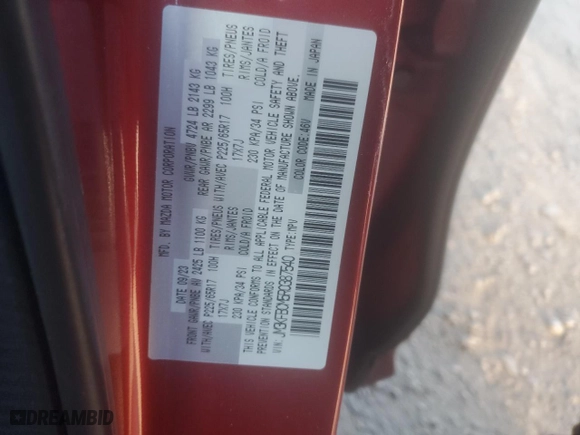 MFD. BY MAZDA MOTOR CORPORATION
DATE 09/23 GVWR/PNBV 4724 LB 2143 KG
FRONT GAWR/PNBE AV 2425 LB 1100 KG REAR GAWR/PNBE AR 2299 LB 1043 KG
WITH/AVEC P225/65R17 100H TIRES/PNEUS WITH/AVEC P225/65R17 100H TIRES/PNEUS
17X7J RIMS/JANTES 17X7J RIMS/JANTES
230 KPA/34 PSI COLD/A FROID 230 KPA/34 PSI COLD/A FROID
THIS VEHICLE CONFORMS TO ALL APPLICABLE FEDERAL MOTOR VEHICLE SAFETY AND THEFT
PREVENTION STANDARDS IN EFFECT ON THE DATE OF MANUFACTURE SHOWN ABOVE.
VIN: TYPE:MPV COLOR CODE:46V MADE IN JAPAN
DREAMBID